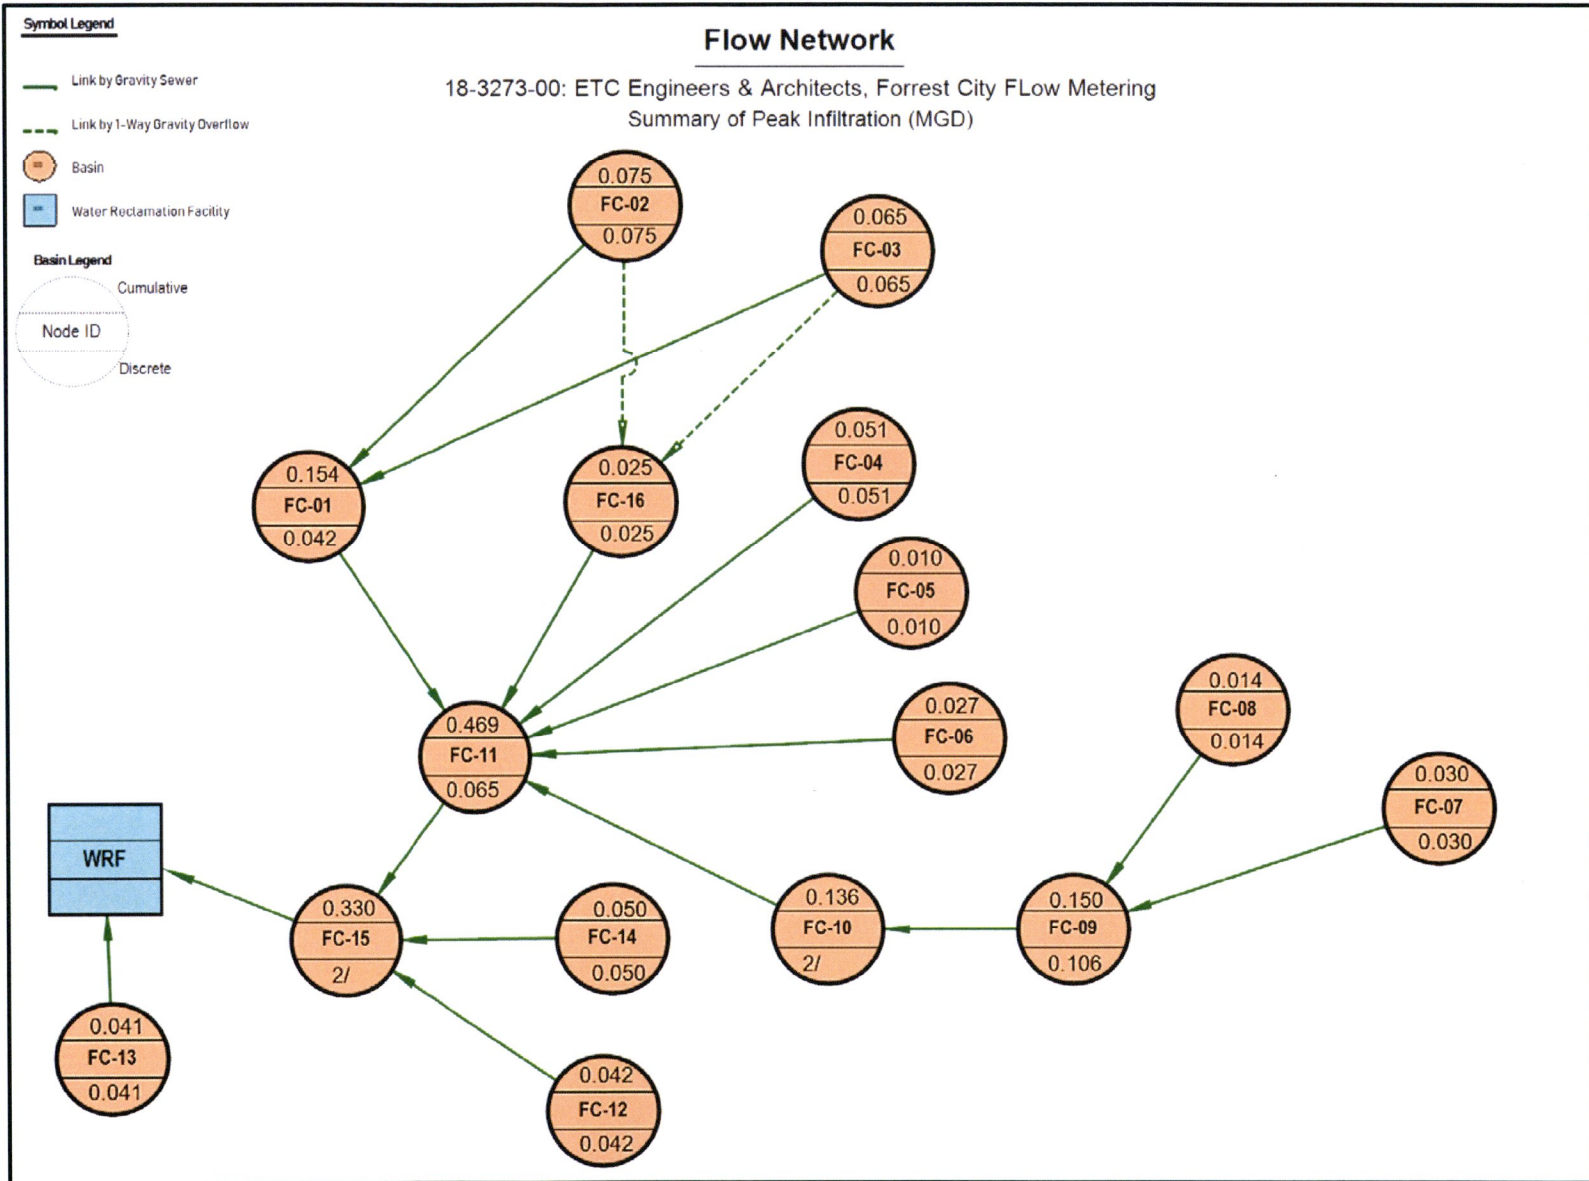 Symbol Legend
Link by Gravity Sewer
Link by 1-Way Gravity Overflow
Basin
Water Reclamation Facility
Basin Legend
Cumulative
Node ID
Discrete
Flow Network
18-3273-00: ETC Engineers & Architects, Forrest City FLow Metering
Summary of Peak Infiltration (MGD)
0.075
FC-02
0.075
0.065
FC-03
0.065
0.154
FC-01
0.042
0.025
FC-16
0.025
0.051
FC-04
0.051
0.010
FC-05
0.010
0.469
FC-11
0.065
0.027
FC-06
0.027
0.014
FC-08
0.014
0.030
FC-07
0.030
WRF
0.330
FC-15
2/
0.050
FC-14
0.050
0.136
FC-10
2/
0.150
FC-09
0.106
0.041
FC-13
0.041
0.042
FC-12
0.042